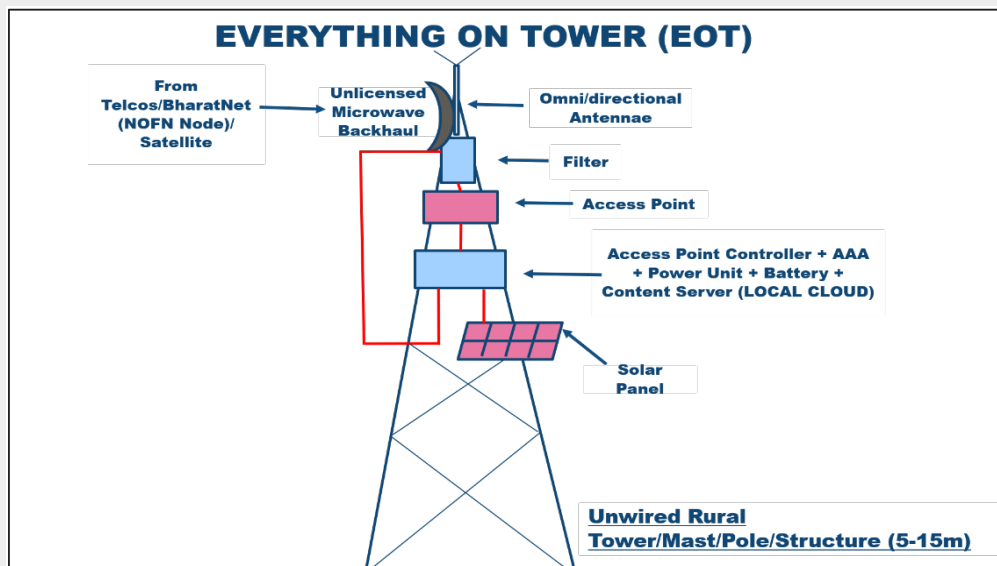 EVERYTHING ON TOWER (EOT)
From
Telcos/BharatNet
(NOFN Node)/
Satellite
Unlicensed
Microwave
Backhaul
Omni/directional
Antennae
Filter
Access Point
Access Point Controller + AAA
+ Power Unit + Battery +
Content Server (LOCAL CLOUD)
Solar
Panel
Unwired Rural
Tower/Mast/Pole/Structure (5-15m)